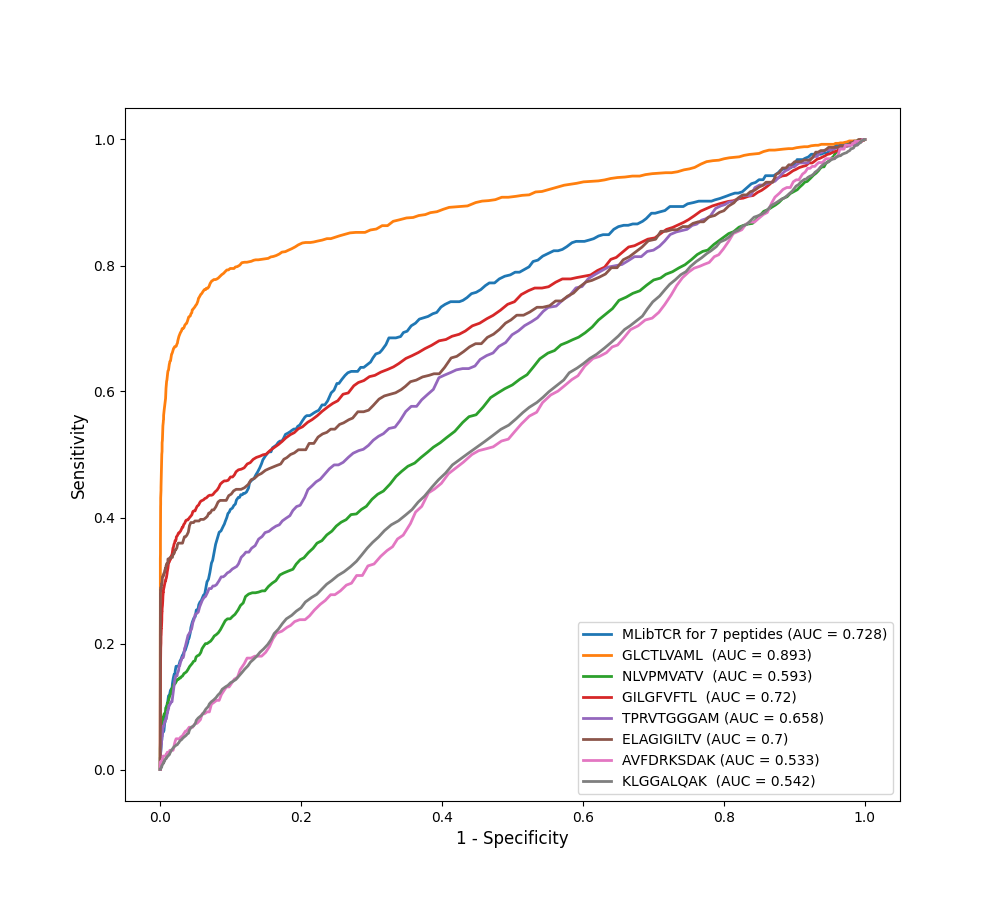 1.0
0.8
0.6
0.4
0.2
0.0
Sensitivity
MLibTCR for 7 peptides (AUC = 0.728)
GLCTLVAML  (AUC = 0.893)
NLVPMVATV  (AUC = 0.593)
GILGFVFTL  (AUC = 0.72)
TPRVTGGGAM (AUC = 0.658)
ELAGIGILTV (AUC = 0.7)
AVFDRKSDAK (AUC = 0.533)
KLGGALQAK  (AUC = 0.542)
0.0 0.2 0.4 0.6 0.8 1.0
1 - Specificity